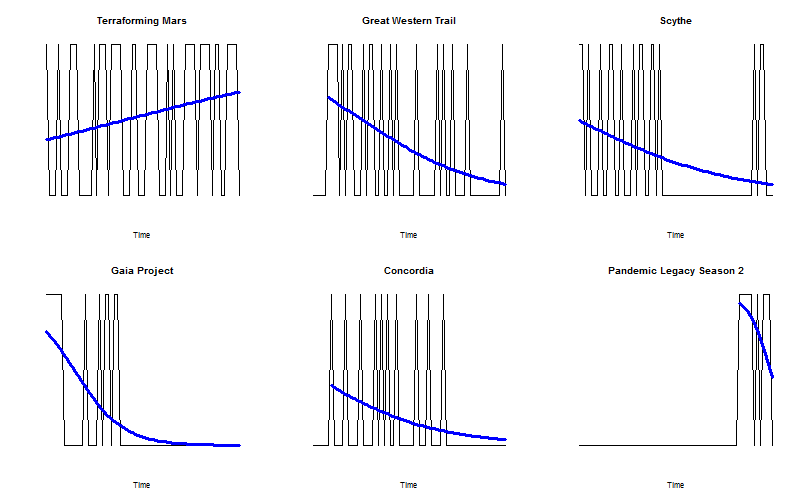 Terraforming Mars
Great Western Trail
Scythe
Time
Time
Time
Gaia Project
Concordia
Pandemic Legacy Season 2
Time
Time
Time